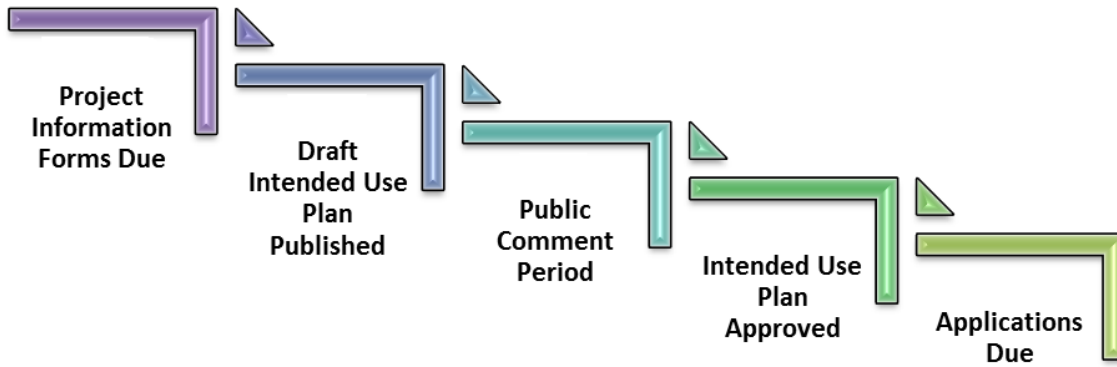 Project
Information
Forms Due
Draft
Intended Use
Plan
Published
Public
Comment
Period
Intended Use
Plan
Approved
Applications
Due